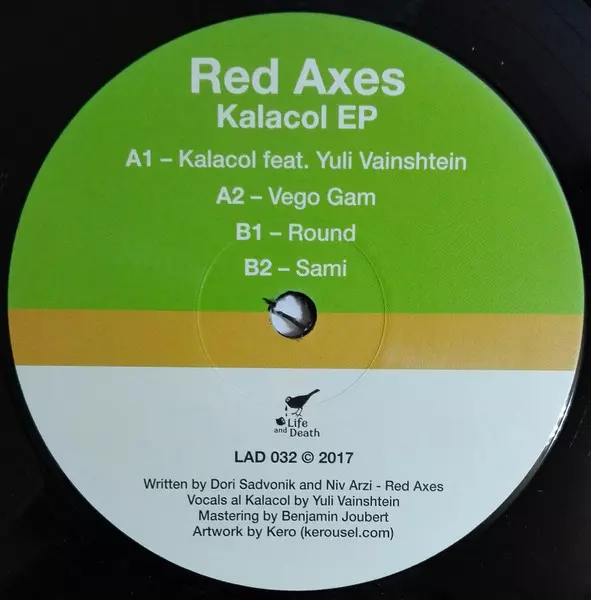 Red Axes
Kalacol EP
A1 – Kalacol feat. Yuli Vainshtein
A2 – Vego Gam
B1 – Round
B2 – Sami
Life
and Death
LAD 032 © 2017
Written by Dori Sadvonik and Niv Arzi - Red Axes
Vocals al Kalacol by Yuli Vainshtein
Mastering by Benjamin Joubert
Artwork by Kero (kerousel.com)